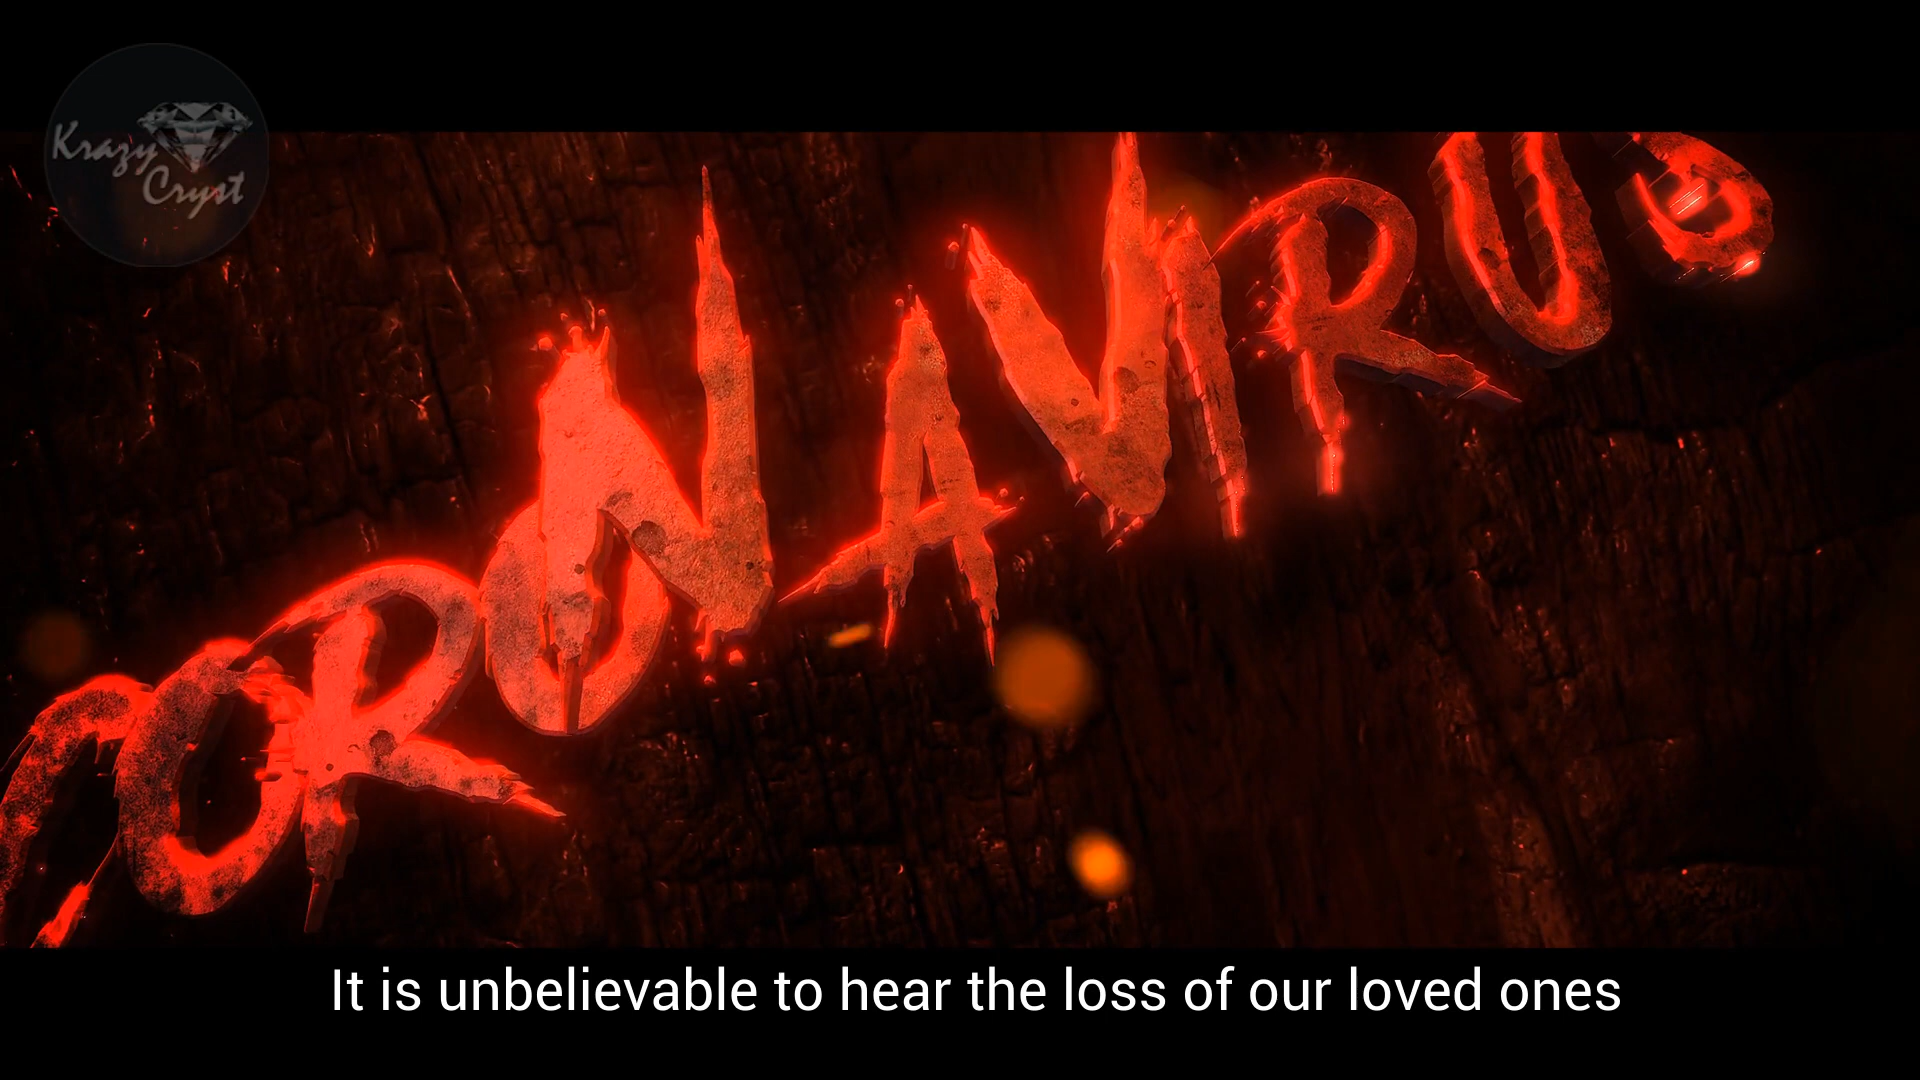 Krazy
Cryst
CORONAVIRUS
It is unbelievable to hear the loss of our loved ones